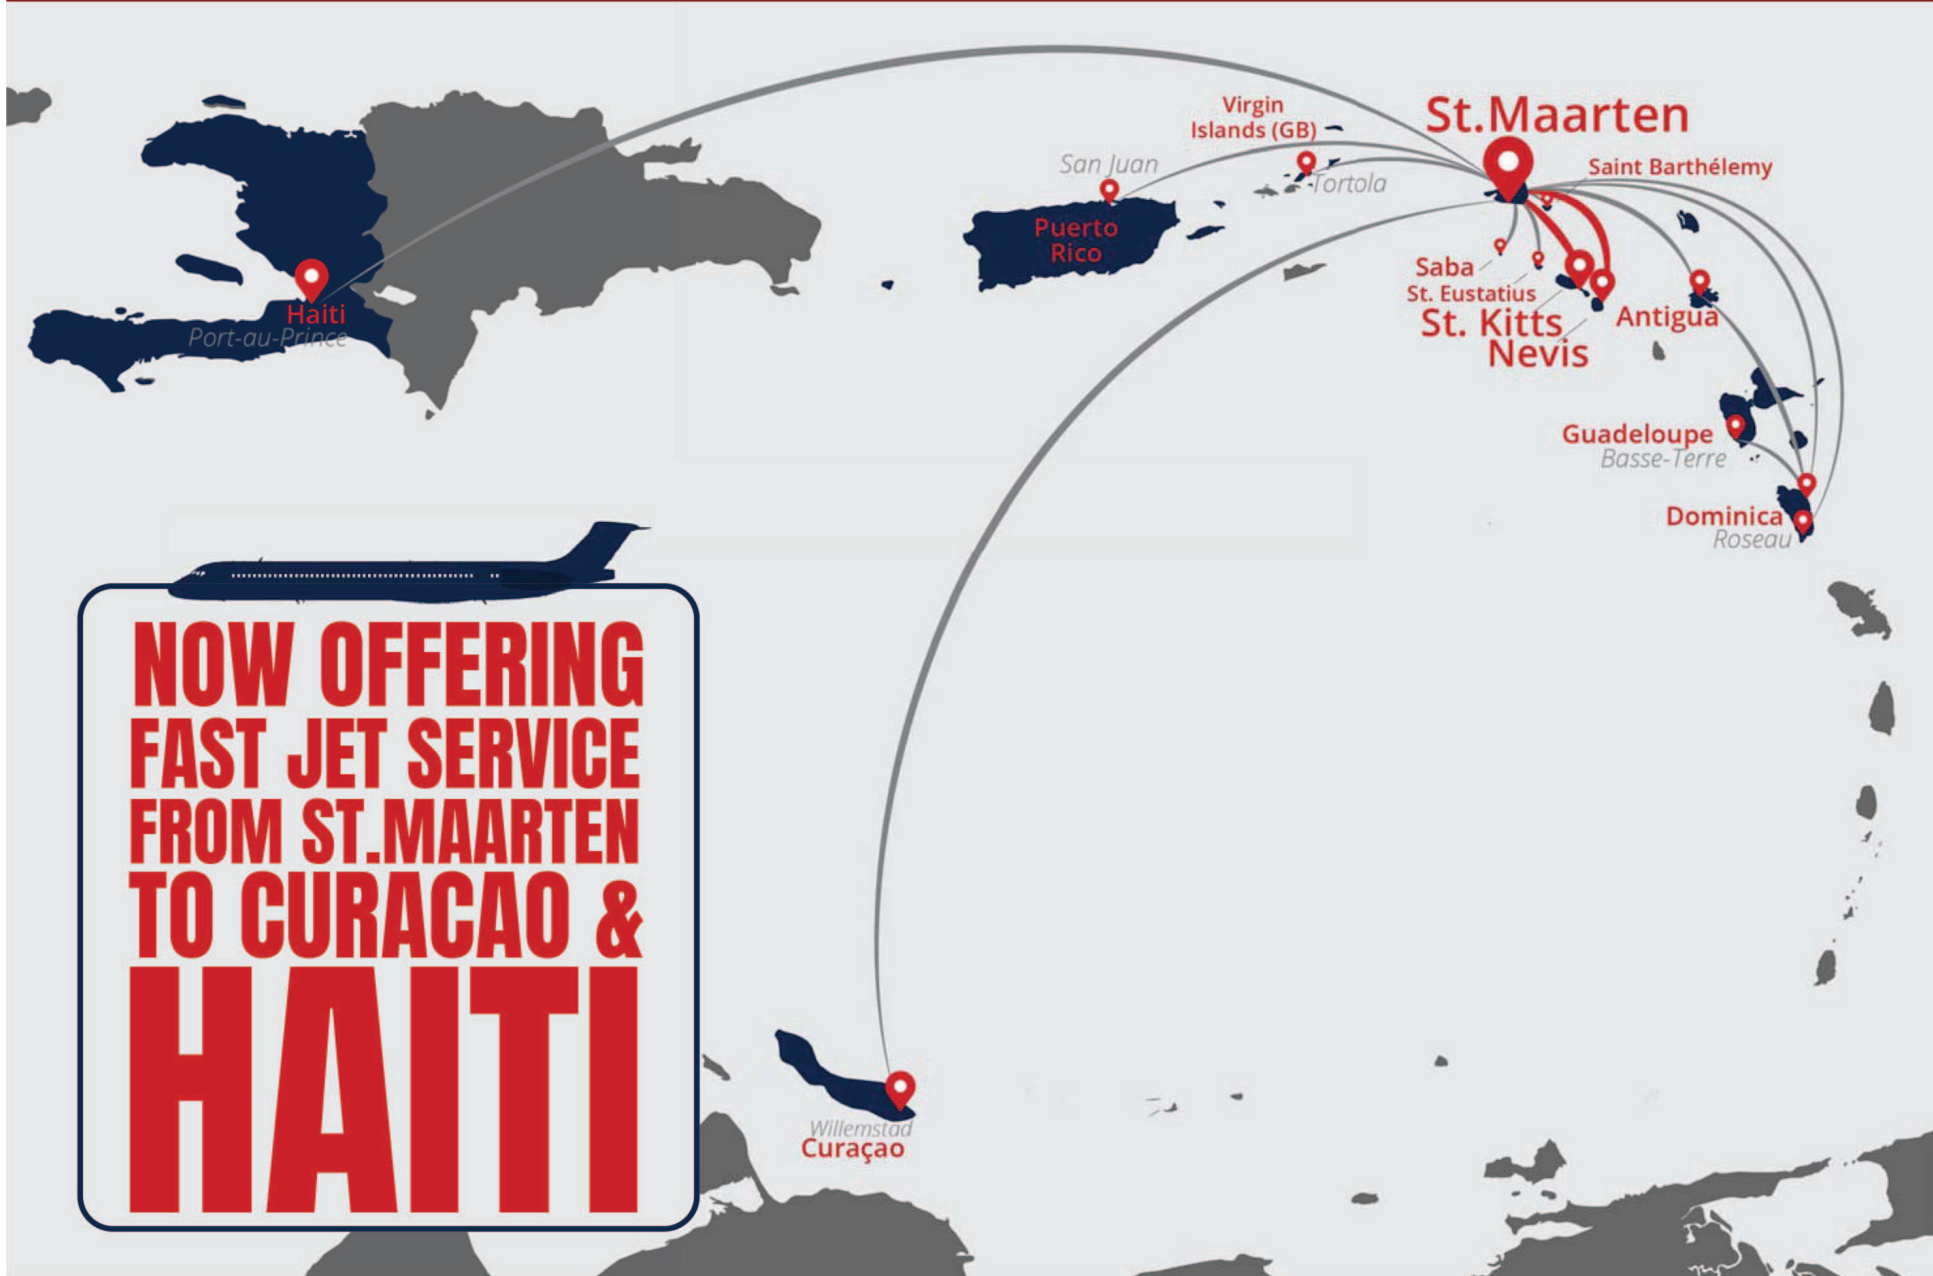 St.Maarten
Virgin
Islands (GB)
San Juan
Tortola
Saint Barthélemy
Puerto
Rico
Saba
St. Eustatius
St. Kitts
Nevis
Antigua
Haiti
Port-au-Prince
Guadeloupe
Basse-Terre
Dominica
Roseau
NOW OFFERING
FAST JET SERVICE
FROM ST.MAARTEN
TO CURACAO &
HAITI
Willemstad
Curaçao